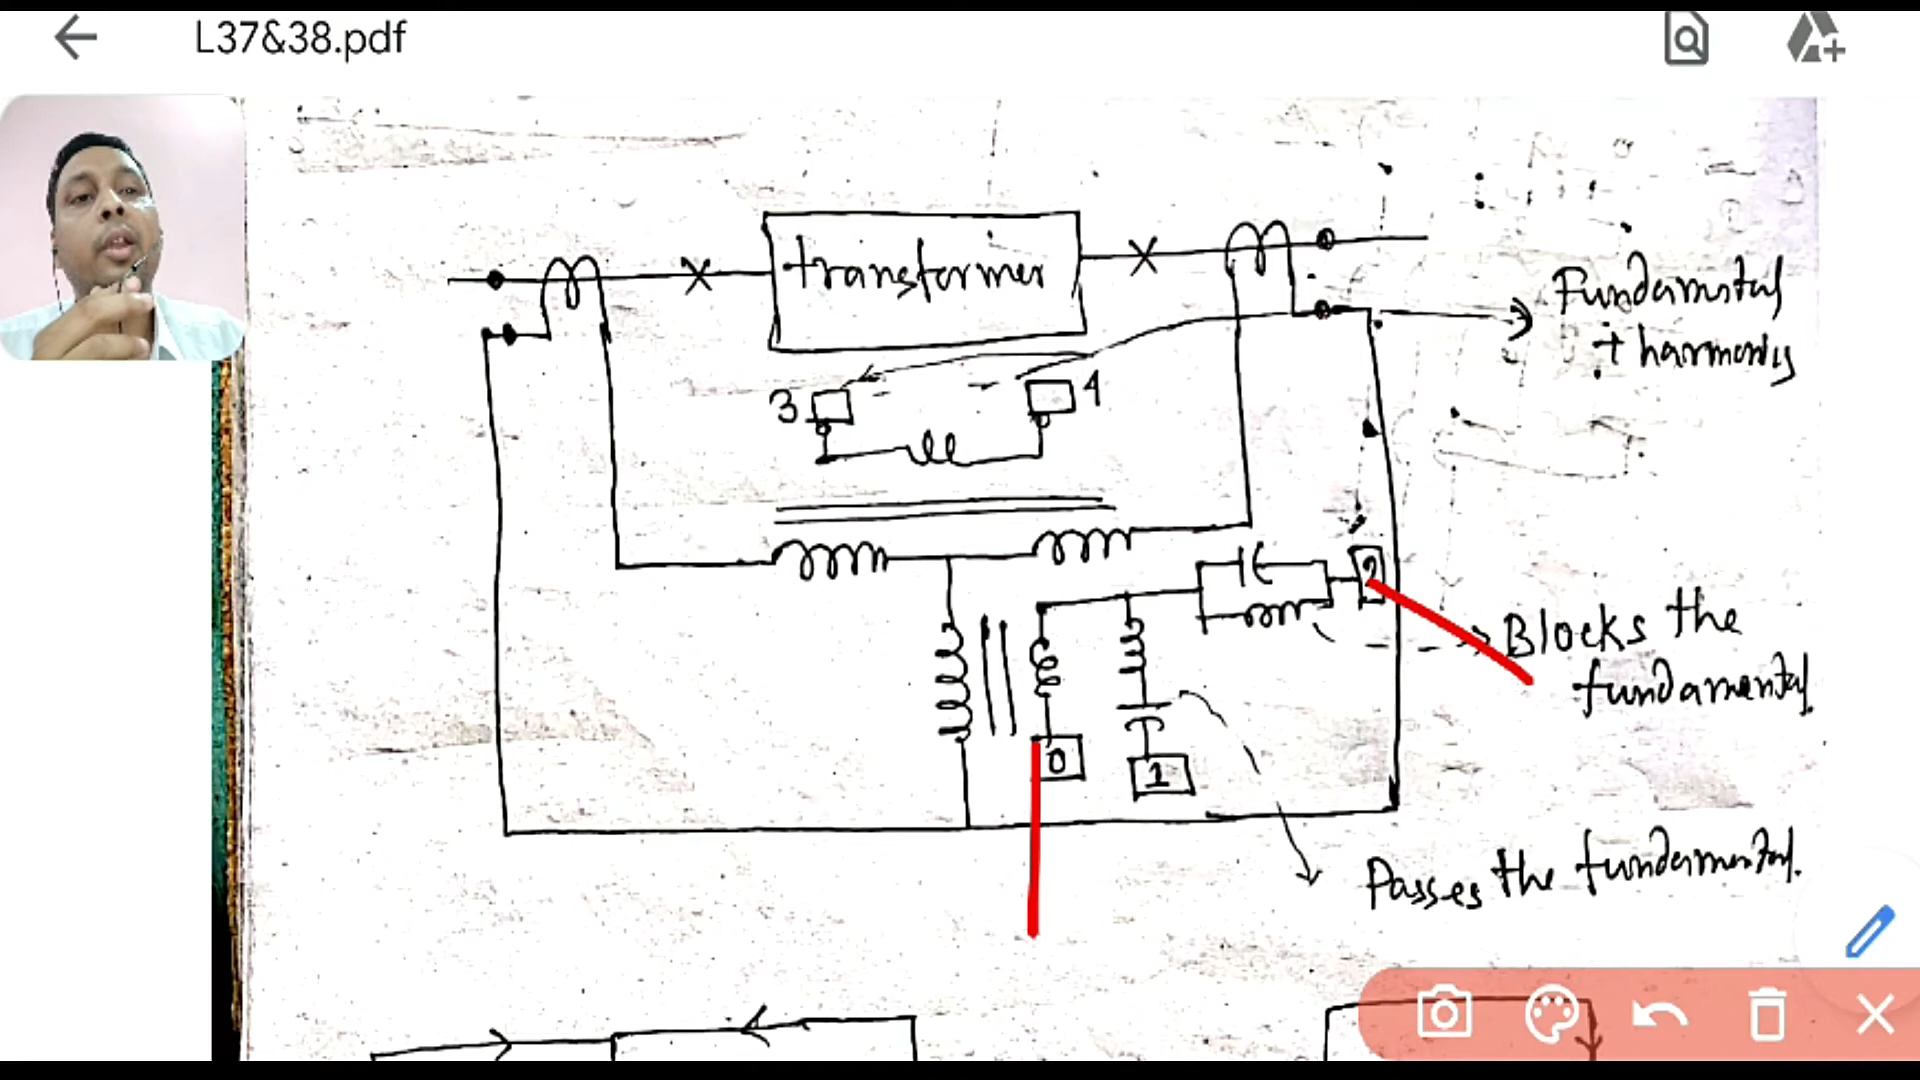 L37&38.pdf
transformer
Fundamental
+ harmonics
3
4
2
Blocks the
fundamental.
0
1
Passes the fundamental.